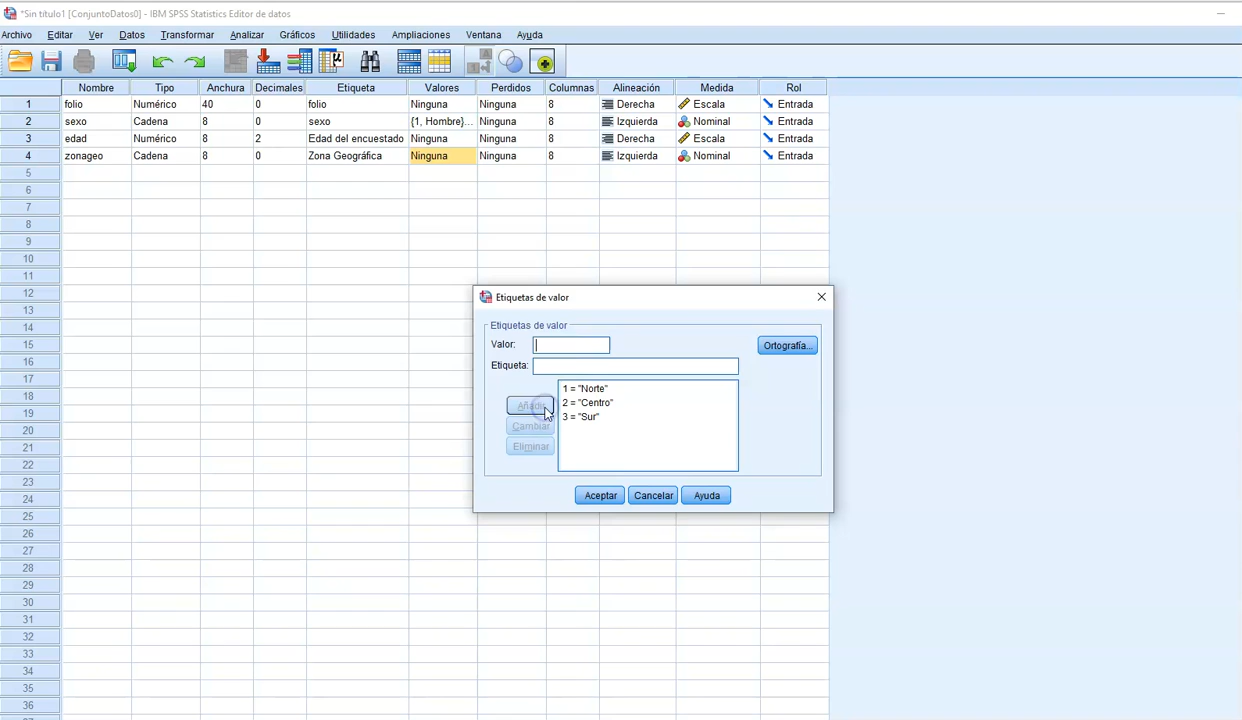 *Sin título1 [ConjuntoDatos0] - IBM SPSS Statistics Editor de datos
Archivo Editar Ver Datos Transformar Analizar Gráficos Utilidades Ampliaciones Ventana Ayuda
Nombre Tipo Anchura Decimales Etiqueta Valores Perdidos Columnas Alineación Medida Rol
1 folio Numérico 40 0 folio Ninguna Ninguna 8 Derecha Escala Entrada
2 sexo Cadena 8 0 sexo {1, Hombre}... Ninguna 8 Izquierda Nominal Entrada
3 edad Numérico 8 2 Edad del encuestado Ninguna Ninguna 8 Derecha Escala Entrada
4 zonageo Cadena 8 0 Zona Geográfica Ninguna Ninguna 8 Izquierda Nominal Entrada
5
6
7
8
9
10
11
12
13
14
15
16
17
18
19
20
21
22
23
24
25
26
27
28
29
30
31
32
33
34
35
36
Etiquetas de valor
Etiquetas de valor
Valor:
Ortografía...
Etiqueta:
1 = "Norte"
2 = "Centro"
3 = "Sur"
Añadir
Cambiar
Eliminar
Aceptar Cancelar Ayuda